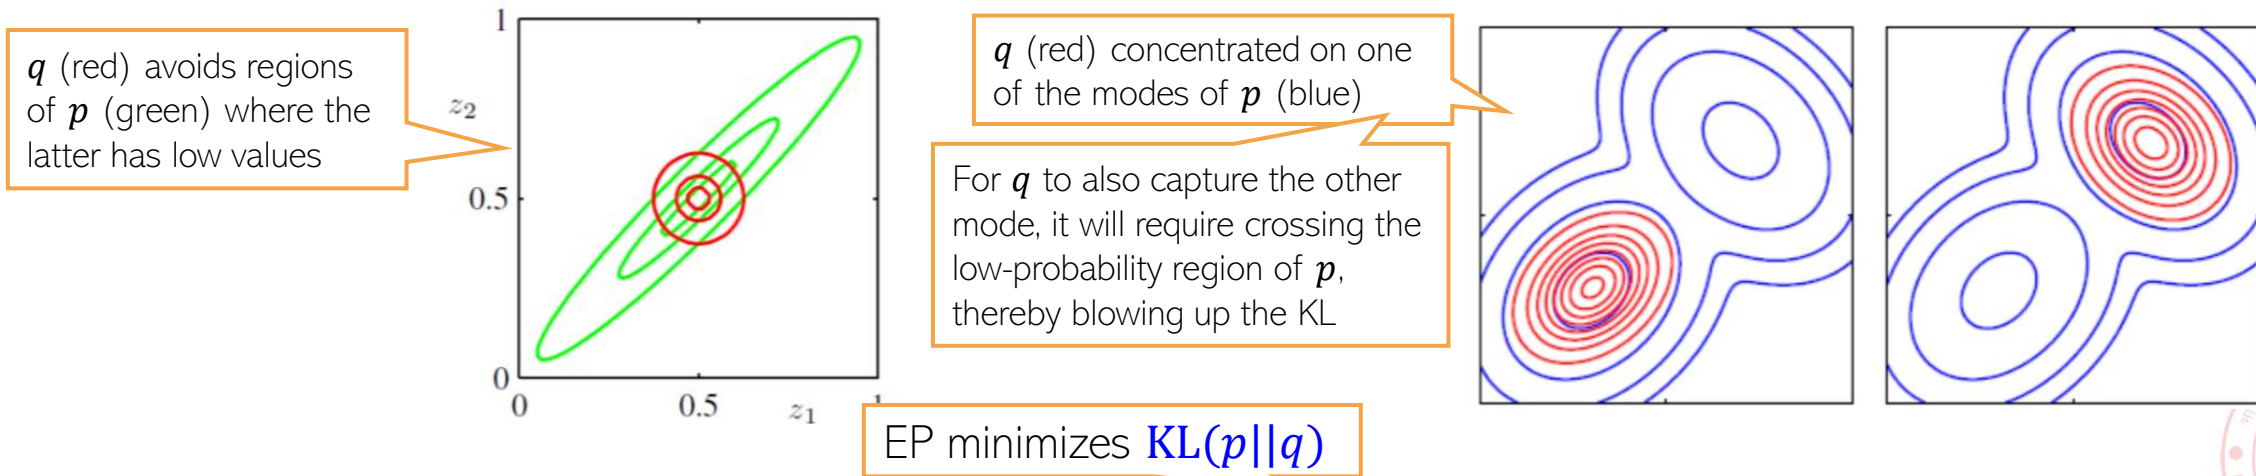 q (red) avoids regions
of p (green) where the
latter has low values
1
z₂
0.5
0
0
0.5
z₁
1
q (red) concentrated on one
of the modes of p (blue)
For q to also capture the other
mode, it will require crossing the
low-probability region of p,
thereby blowing up the KL
EP minimizes KL(p||q)